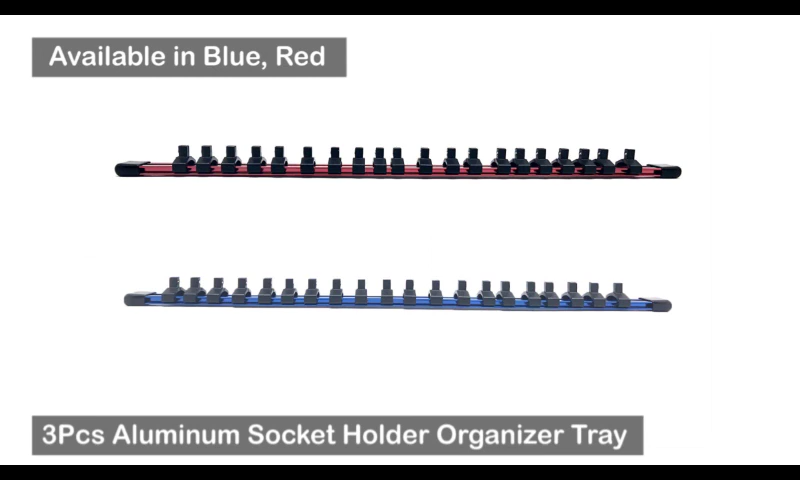 Available in Blue, Red
3Pcs Aluminum Socket Holder Organizer Tray